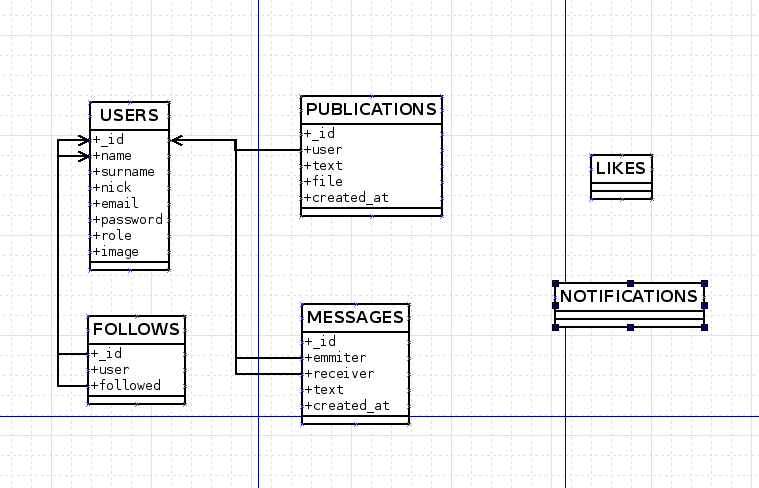 USERS
+_id
+name
+surname
+nick
+email
+password
+role
+image
PUBLICATIONS
+_id
+user
+text
+file
+created_at
LIKES
NOTIFICATIONS
FOLLOWS
+_id
+user
+followed
MESSAGES
+_id
+emmiter
+receiver
+text
+created_at